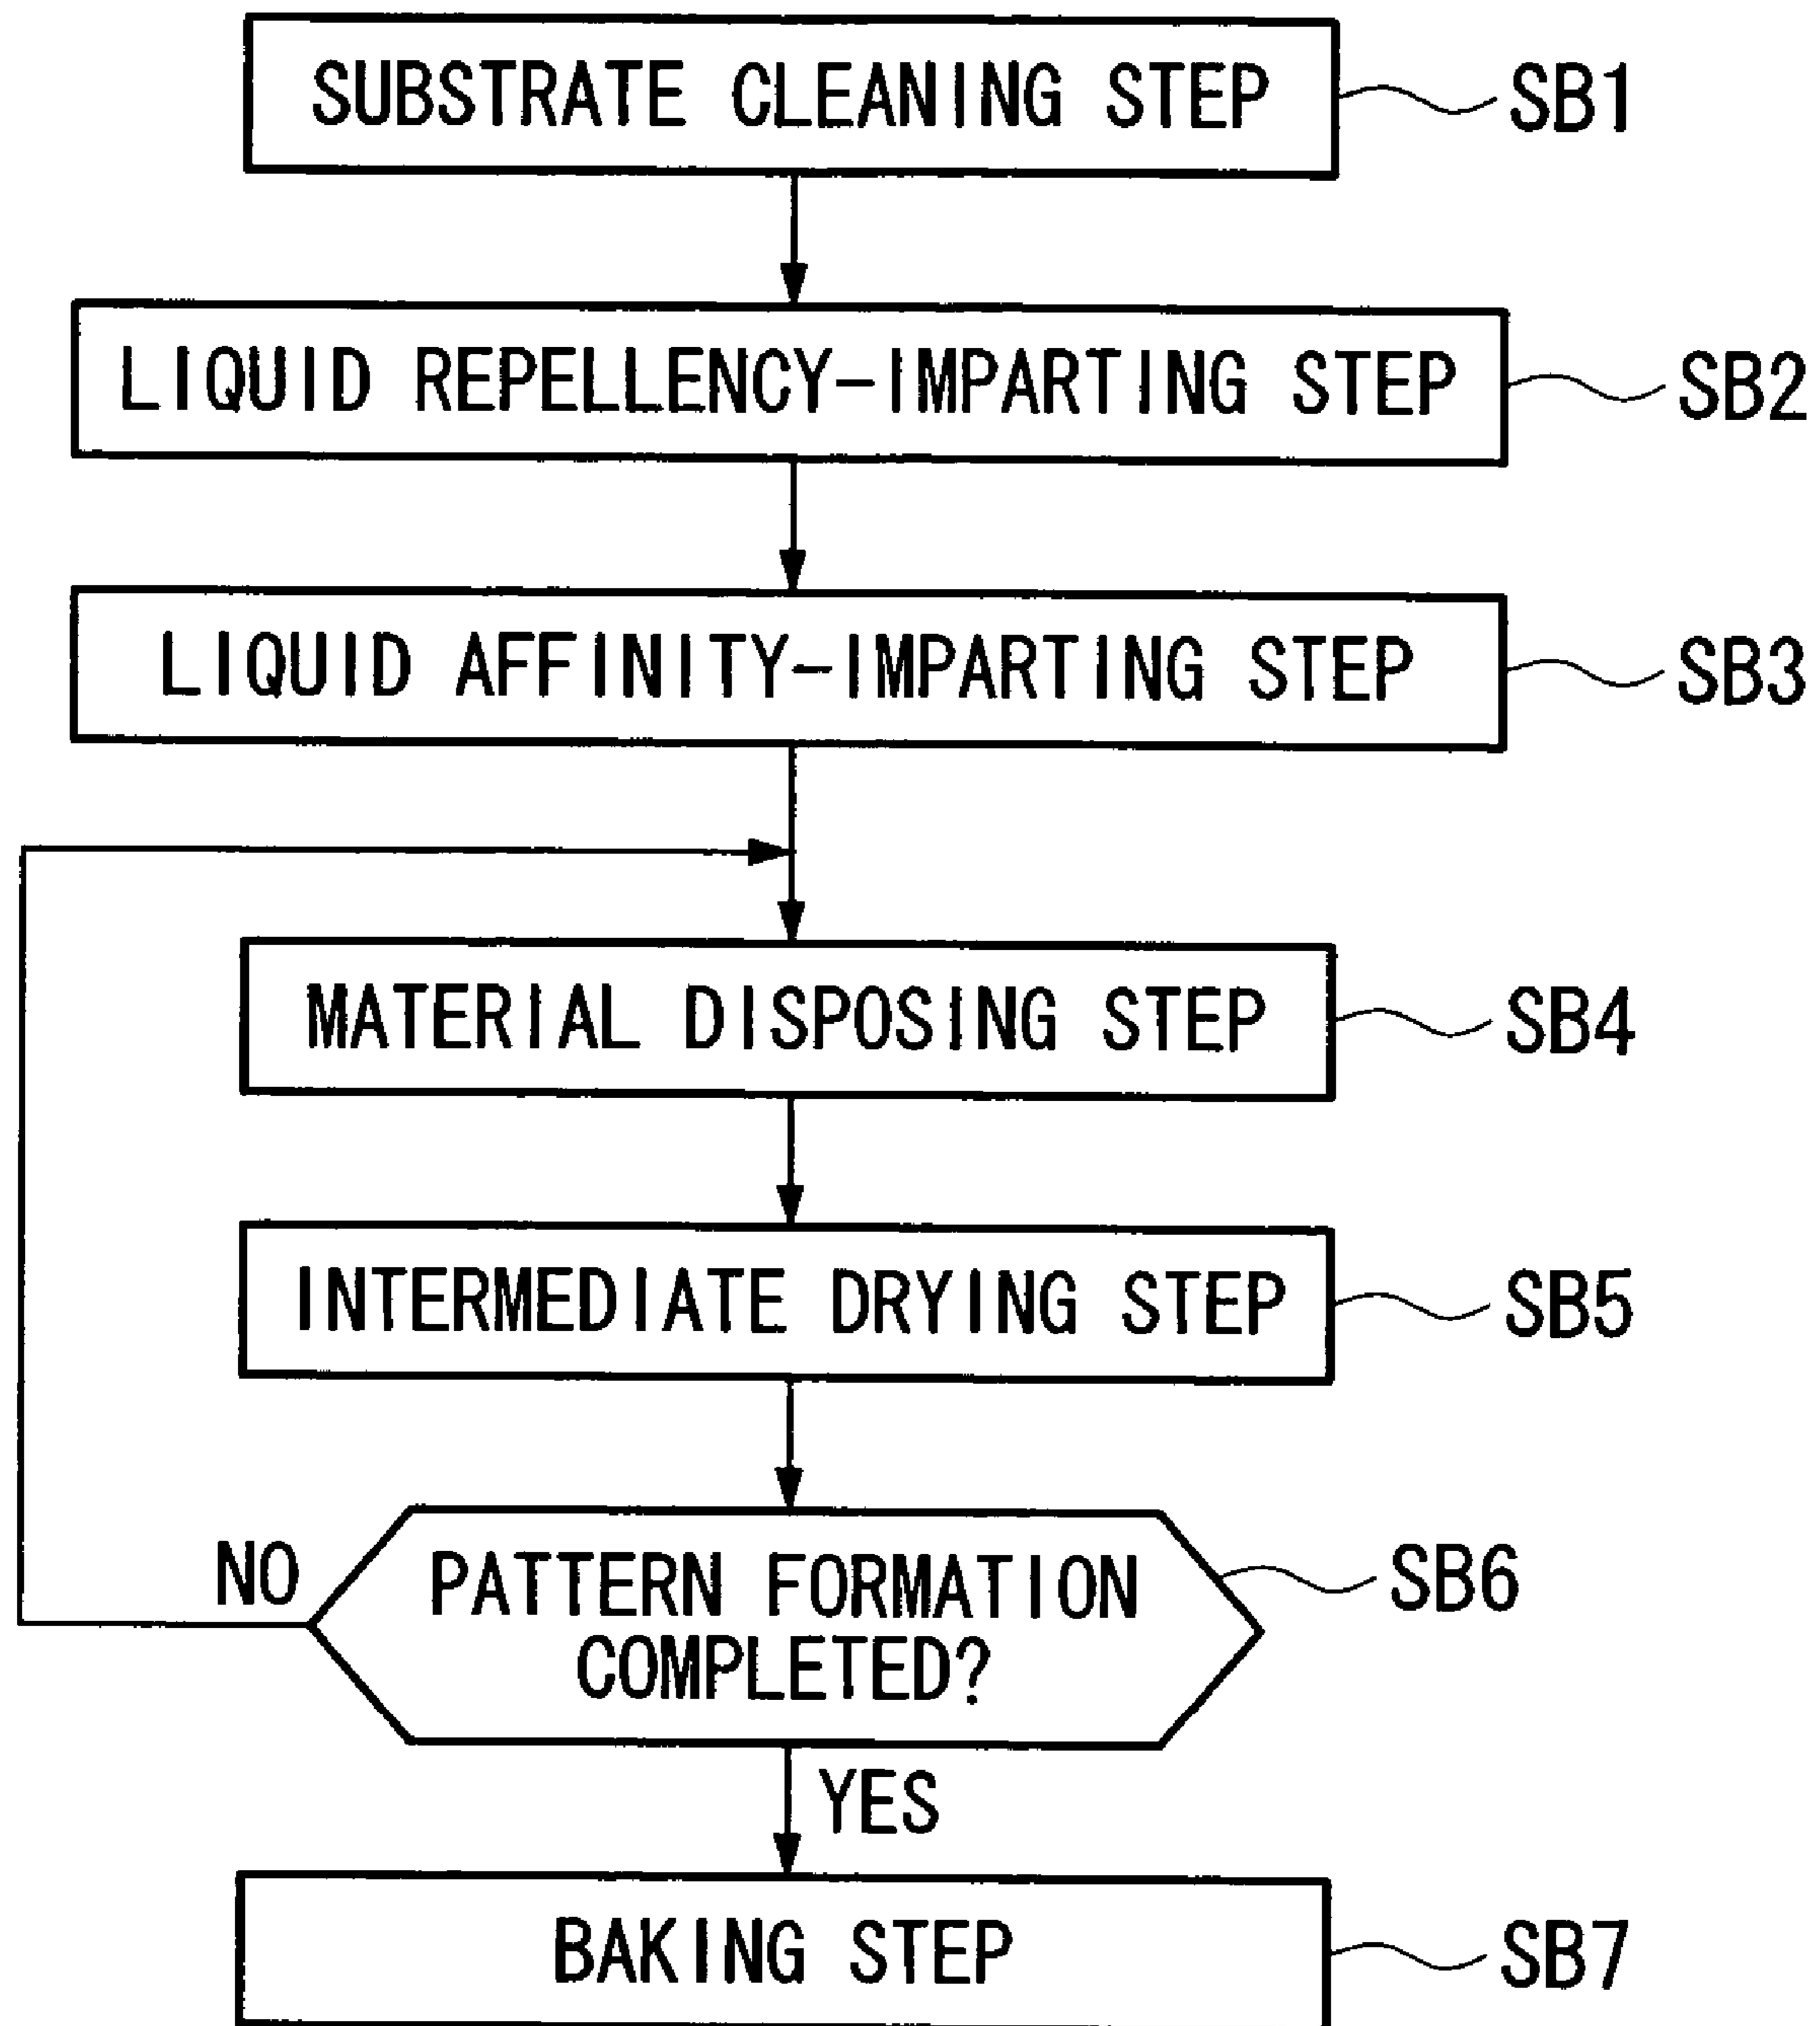 SUBSTRATE CLEANING STEP SB1
LIQUID REPELLENCY-IMPARTING STEP SB2
LIQUID AFFINITY-IMPARTING STEP SB3
MATERIAL DISPOSING STEP SB4
INTERMEDIATE DRYING STEP SB5
NO
PATTERN FORMATION SB6
COMPLETED?
YES
BAKING STEP SB7